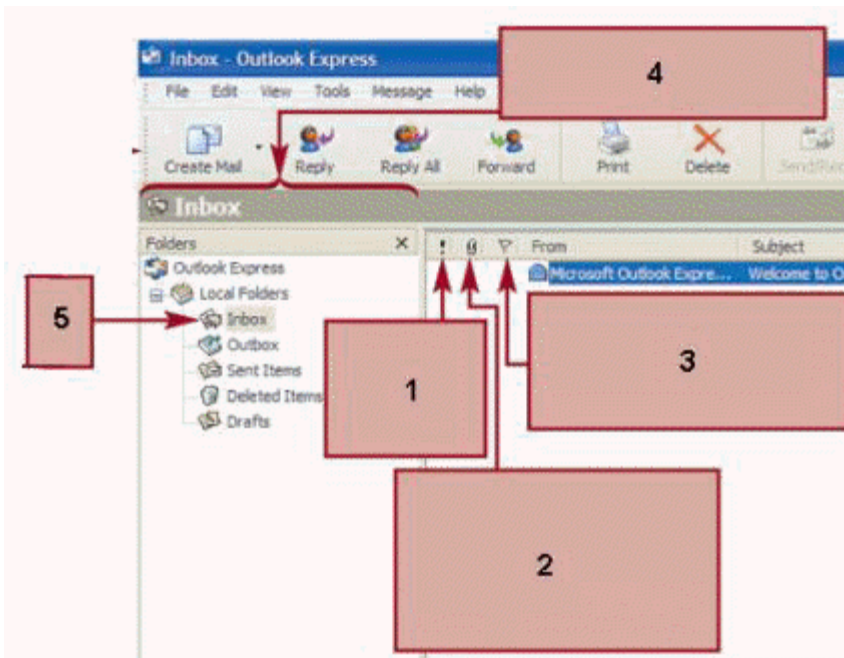 Inbox - Outlook Express
4
File Edit View Tools Message Help
Create Mail Reply Reply All Forward Print Delete Send/Rec
Inbox
Folders ! From Subject
Outlook Express Microsoft Outlook Expre... Welcome to O
Local Folders
5 Inbox
Outbox
Sent Items
Deleted Items
Drafts
1 3
2